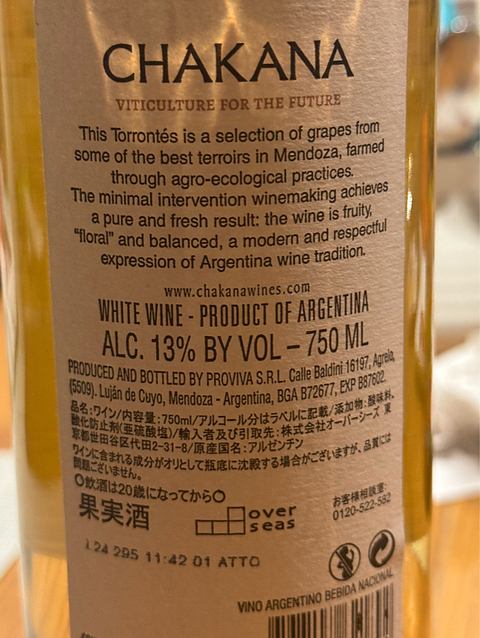 CHAKANA
VITICULTURE FOR THE FUTURE
This Torrontés is a selection of grapes from
some of the best terroirs in Mendoza, farmed
through agro-ecological practices.
The minimal intervention winemaking achieves
a pure and fresh result: the wine is fruity,
"floral" and balanced, a modern and respectful
expression of Argentina wine tradition.
www.chakanawines.com
WHITE WINE - PRODUCT OF ARGENTINA
ALC. 13% BY VOL – 750 ML
PRODUCED AND BOTTLED BY PROVIVA S.R.L. Calle Baldini 16197, Agrelo,
(5509). Luján de Cuyo, Mendoza - Argentina, BGA B72677, EXP B87602.
品名:ワイン/内容量:750ml/アルコール分はラベルに記載/添加物:酸味料、
酸化防止剤(亜硫酸塩)/輸入者及び引取先:株式会社オーバーシーズ 東
京都世田谷区代田2-31-8/原産国名:アルゼンチン
ワインに含まれる成分がオリとして瓶底に沈殿する場合がございますが、品質には
問題ございません。
○飲酒は20歳になってから○
果実酒
over
seas
お客様相談室:
0120-522-582
L 24 295 11:42 01 ATTO
VINO ARGENTINO BEBIDA NACIONAL